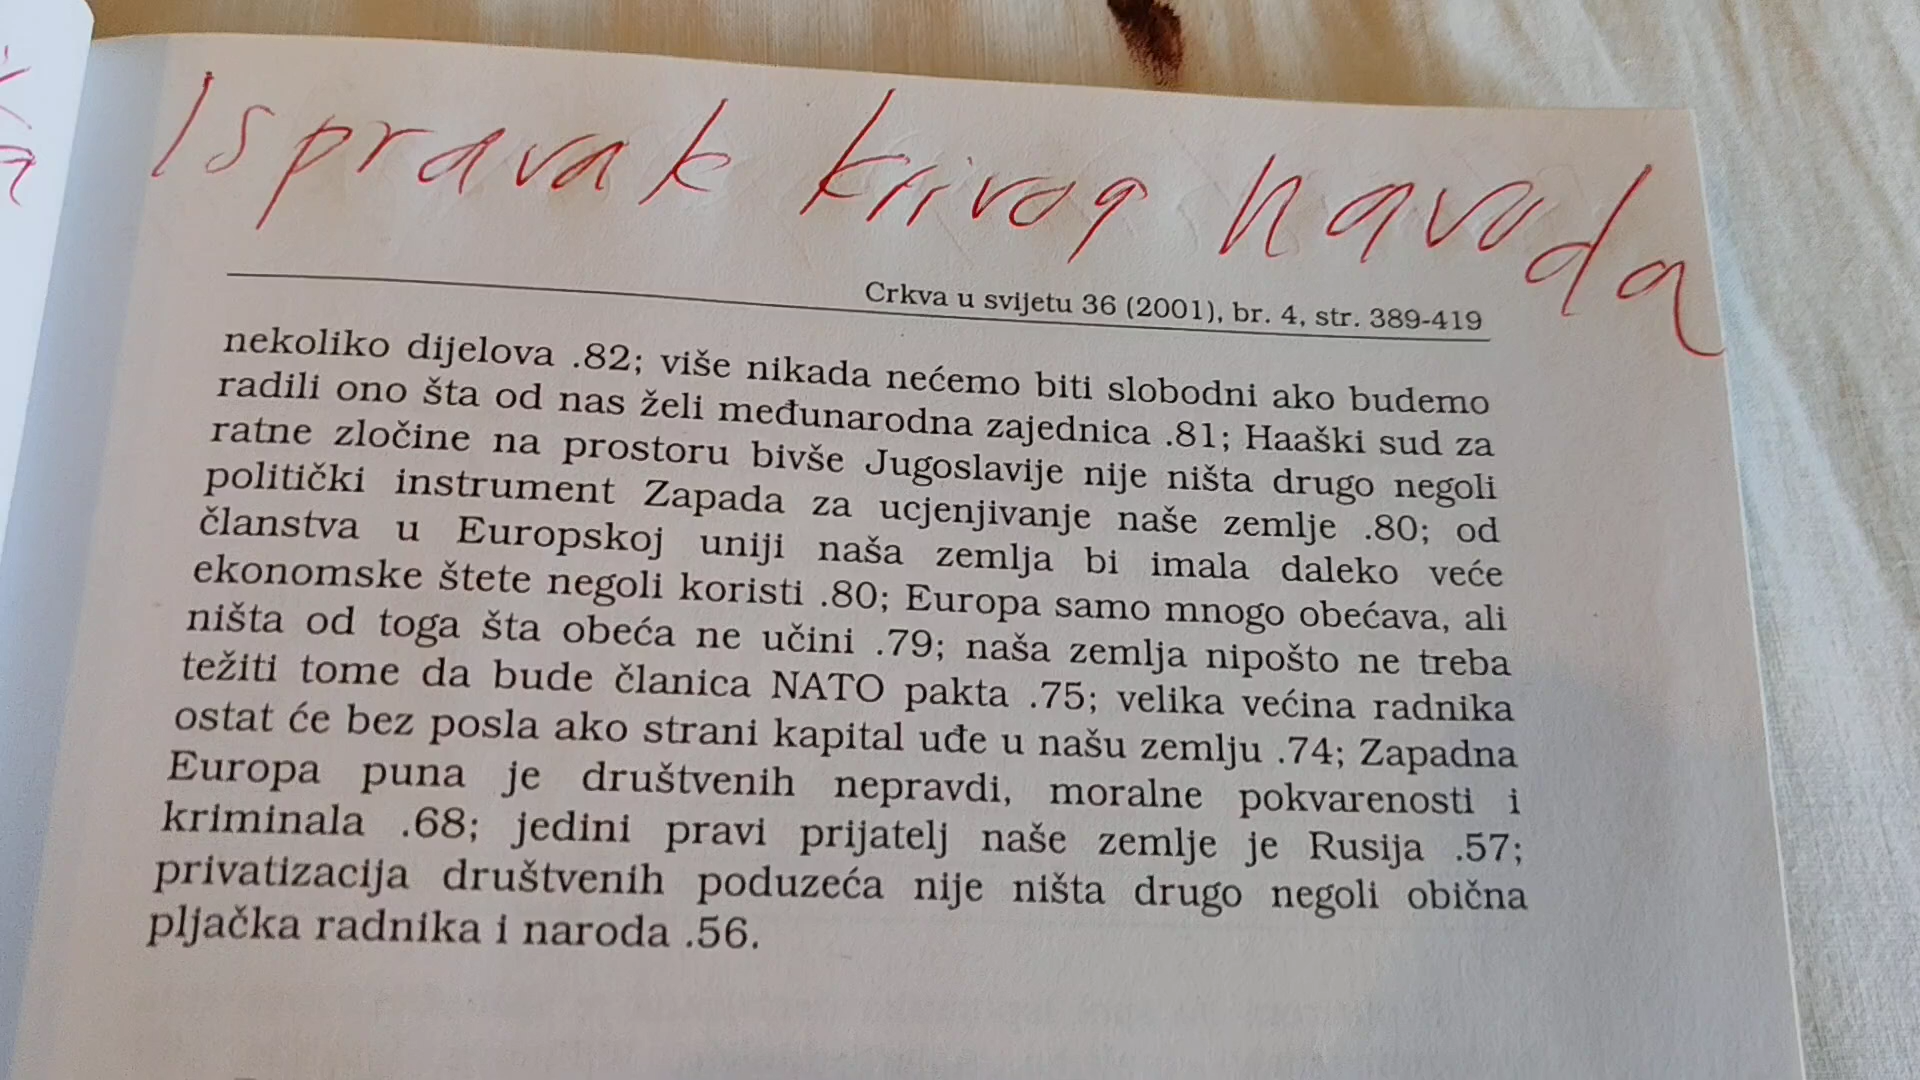 Ispravak krivog navoda
Crkva u svijetu 36 (2001), br. 4, str. 389-419
nekoliko dijelova .82; više nikada nećemo biti slobodni ako budemo
radili ono šta od nas želi međunarodna zajednica .81; Haaški sud za
ratne zločine na prostoru bivše Jugoslavije nije ništa drugo negoli
politički instrument Zapada za ucjenjivanje naše zemlje .80; od
članstva u Europskoj uniji naša zemlja bi imala daleko veće
ekonomske štete negoli koristi .80; Europa samo mnogo obećava, ali
ništa od toga šta obeća ne učini .79; naša zemlja nipošto ne treba
težiti tome da bude članica NATO pakta .75; velika većina radnika
ostat će bez posla ako strani kapital uđe u našu zemlju .74; Zapadna
Europa puna je društvenih nepravdi, moralne pokvarenosti i
kriminala .68; jedini pravi prijatelj naše zemlje je Rusija .57;
privatizacija društvenih poduzeća nije ništa drugo negoli obična
pljačka radnika i naroda .56.